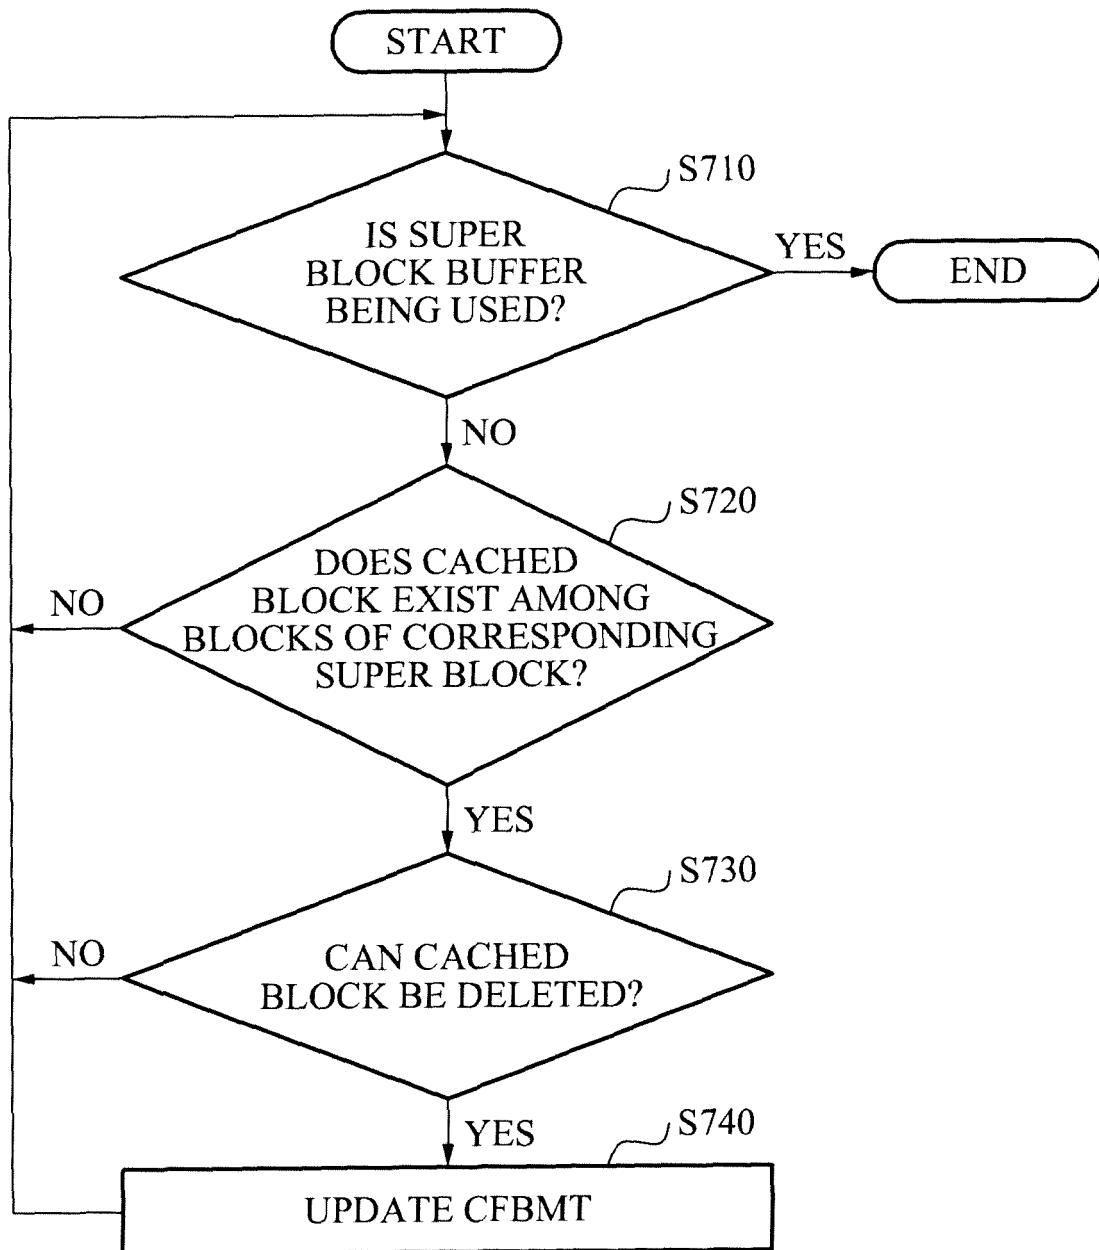 START
S710
IS SUPER
BLOCK BUFFER
BEING USED?
YES
END
NO
S720
DOES CACHED
BLOCK EXIST AMONG
BLOCKS OF CORRESPONDING
SUPER BLOCK?
NO
YES
S730
CAN CACHED
BLOCK BE DELETED?
NO
YES
S740
UPDATE CFBMT